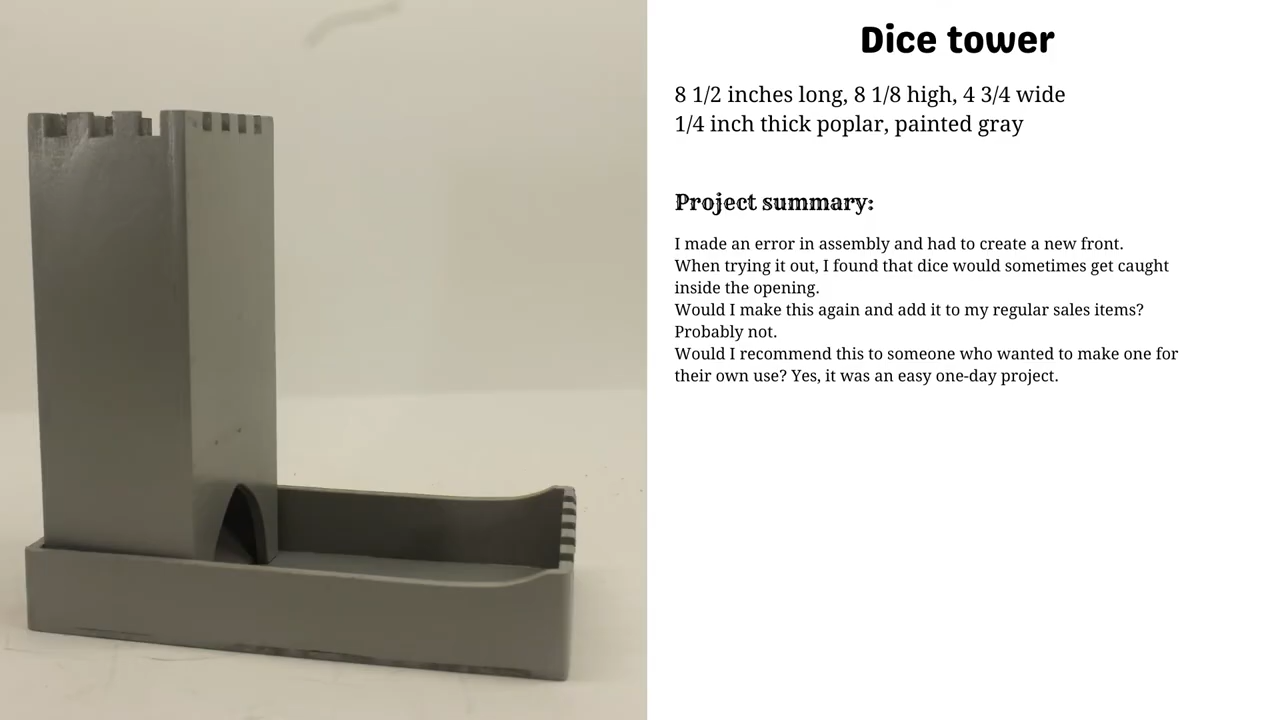 Dice tower
8 1/2 inches long, 8 1/8 high, 4 3/4 wide
1/4 inch thick poplar, painted gray
Project summary:
I made an error in assembly and had to create a new front.
When trying it out, I found that dice would sometimes get caught
inside the opening.
Would I make this again and add it to my regular sales items?
Probably not.
Would I recommend this to someone who wanted to make one for
their own use? Yes, it was an easy one-day project.